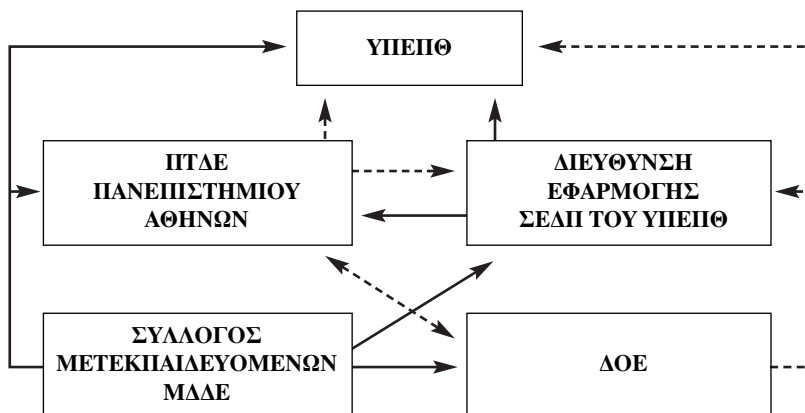 ΥΠΕΠΘ
ΠΤΔΕ
ΠΑΝΕΠΙΣΤΗΜΙΟΥ
ΑΘΗΝΩΝ
ΔΙΕΥΘΥΝΣΗ
ΕΦΑΡΜΟΓΗΣ
ΣΕΔΠ ΤΟΥ ΥΠΕΠΘ
ΣΥΛΛΟΓΟΣ
ΜΕΤΕΚΠΑΙΔΕΥΟΜΕΝΩΝ
ΜΔΔΕ
ΔΟΕ